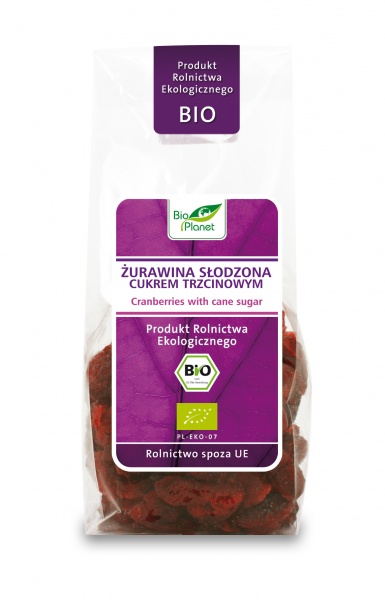 Produkt
Rolnictwa
Ekologicznego
BIO
Bio
Planet
ŻURAWINA SŁODZONA
CUKREM TRZCINOWYM
Cranberries with cane sugar
Produkt Rolnictwa
Ekologicznego
BIO
PL-EKO-07
Rolnictwo spoza UE